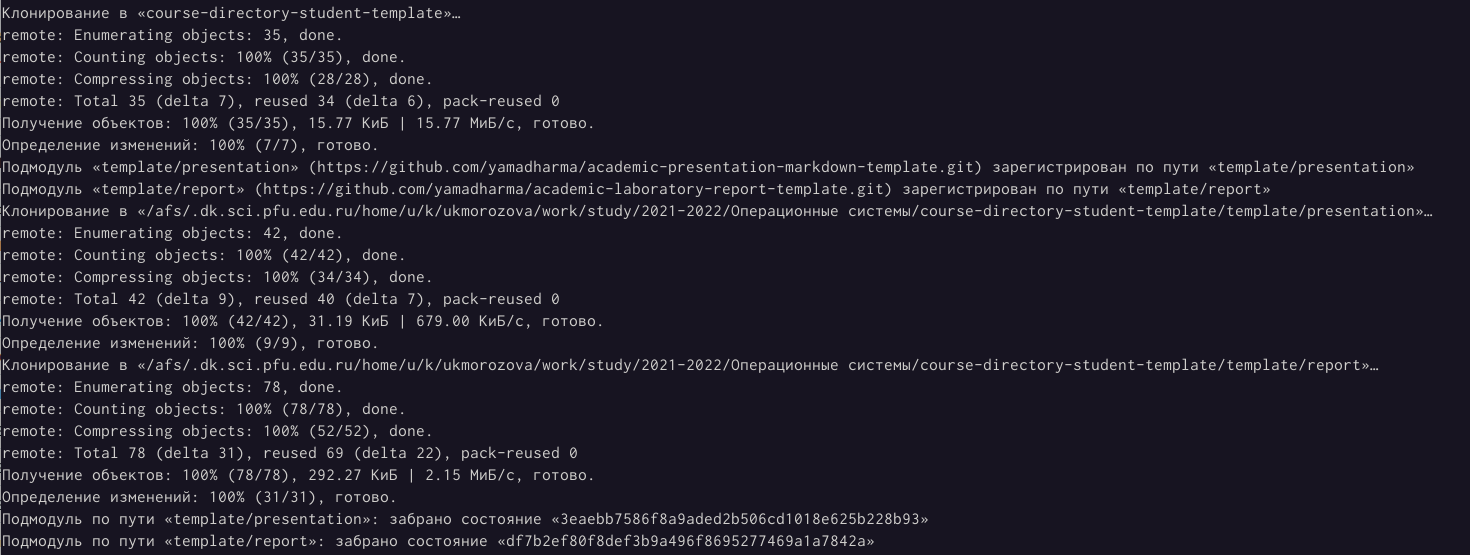 Клонирование в «course-directory-student-template»…
remote: Enumerating objects: 35, done.
remote: Counting objects: 100% (35/35), done.
remote: Compressing objects: 100% (28/28), done.
remote: Total 35 (delta 7), reused 34 (delta 6), pack-reused 0
Получение объектов: 100% (35/35), 15.77 КиБ | 15.77 МиБ/с, готово.
Определение изменений: 100% (7/7), готово.
Подмодуль «template/presentation» (https://github.com/yamadharma/academic-presentation-markdown-template.git) зарегистрирован по пути «template/presentation»
Подмодуль «template/report» (https://github.com/yamadharma/academic-laboratory-report-template.git) зарегистрирован по пути «template/report»
Клонирование в «/afs/.dk.sci.pfu.edu.ru/home/u/k/ukmorozova/work/study/2021-2022/Операционные системы/course-directory-student-template/template/presentation»…
remote: Enumerating objects: 42, done.
remote: Counting objects: 100% (42/42), done.
remote: Compressing objects: 100% (34/34), done.
remote: Total 42 (delta 9), reused 40 (delta 7), pack-reused 0
Получение объектов: 100% (42/42), 31.19 КиБ | 679.00 КиБ/с, готово.
Определение изменений: 100% (9/9), готово.
Клонирование в «/afs/.dk.sci.pfu.edu.ru/home/u/k/ukmorozova/work/study/2021-2022/Операционные системы/course-directory-student-template/template/report»…
remote: Enumerating objects: 78, done.
remote: Counting objects: 100% (78/78), done.
remote: Compressing objects: 100% (52/52), done.
remote: Total 78 (delta 31), reused 69 (delta 22), pack-reused 0
Получение объектов: 100% (78/78), 292.27 КиБ | 2.15 МиБ/с, готово.
Определение изменений: 100% (31/31), готово.
Подмодуль по пути «template/presentation»: забрано состояние «3eaebb7586f8a9aded2b506cd1018e625b228b93»
Подмодуль по пути «template/report»: забрано состояние «df7b2ef80f8def3b9a496f8695277469a1a7842a»